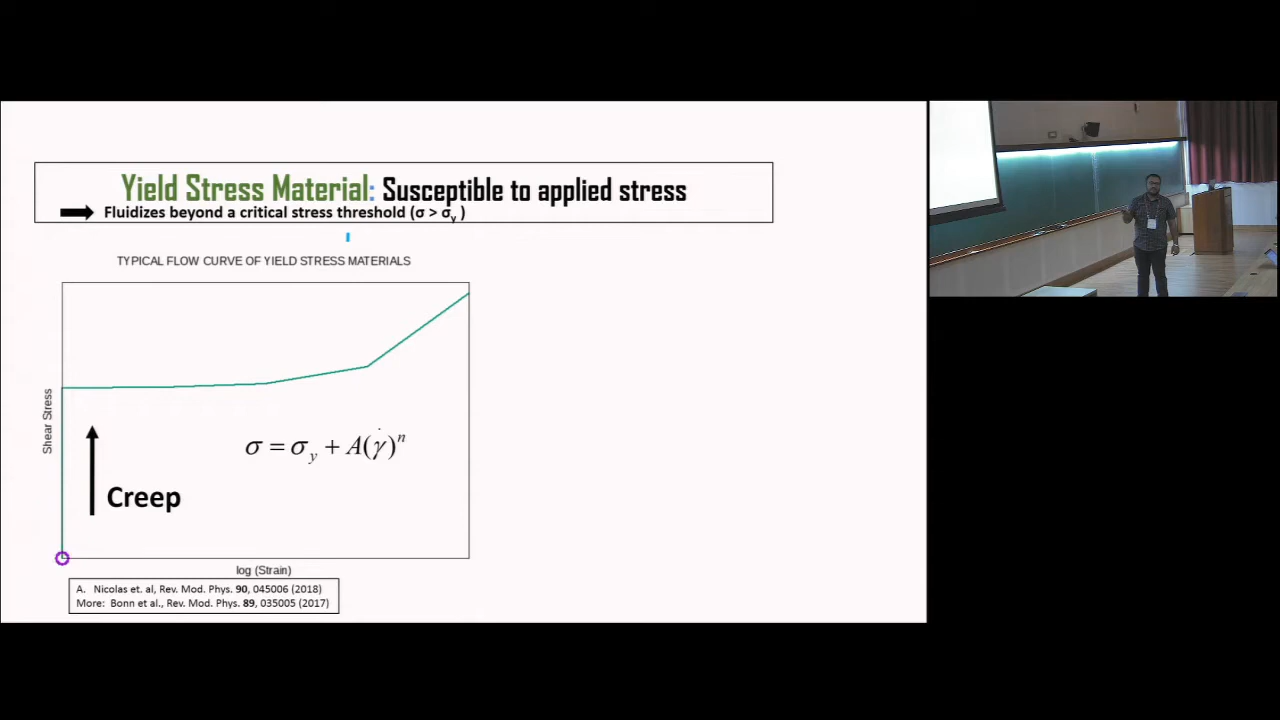 Yield Stress Material: Susceptible to applied stress
Fluidizes beyond a critical stress threshold (σ > σy )
TYPICAL FLOW CURVE OF YIELD STRESS MATERIALS
Shear Stress
σ = σy + A(γ̇)ⁿ
Creep
log (Strain)
A. Nicolas et. al, Rev. Mod. Phys. 90, 045006 (2018)
More: Bonn et al., Rev. Mod. Phys. 89, 035005 (2017)